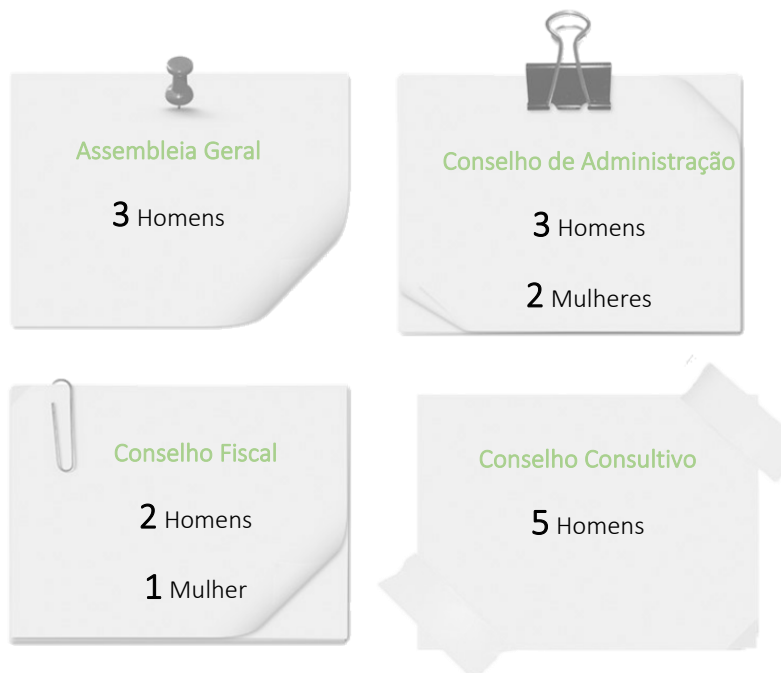 Assembleia Geral
3 Homens
Conselho de Administração
3 Homens
2 Mulheres
Conselho Fiscal
2 Homens
1 Mulher
Conselho Consultivo
5 Homens